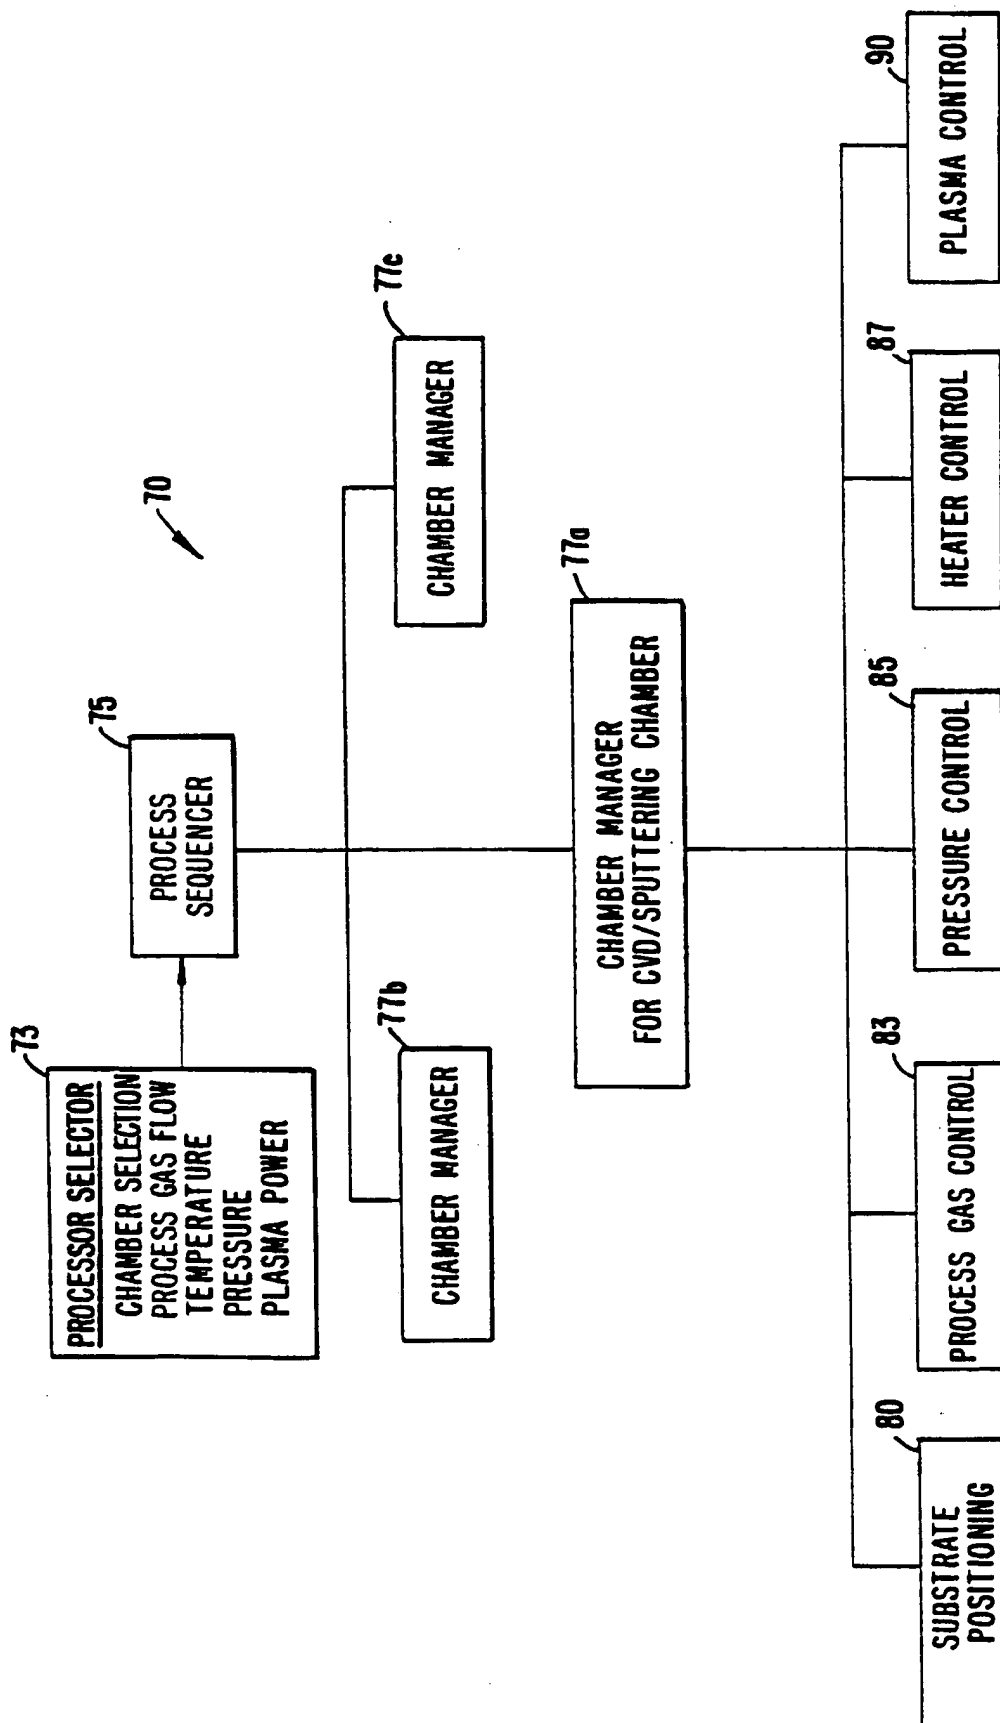 70
73
PROCESSOR SELECTOR
CHAMBER SELECTION
PROCESS GAS FLOW
TEMPERATURE
PRESSURE
PLASMA POWER
75
PROCESS
SEQUENCER
77b
CHAMBER MANAGER
77c
CHAMBER MANAGER
77a
CHAMBER MANAGER
FOR CVD/SPUTTERING CHAMBER
80
SUBSTRATE
POSITIONING
83
PROCESS GAS CONTROL
85
PRESSURE CONTROL
87
HEATER CONTROL
90
PLASMA CONTROL